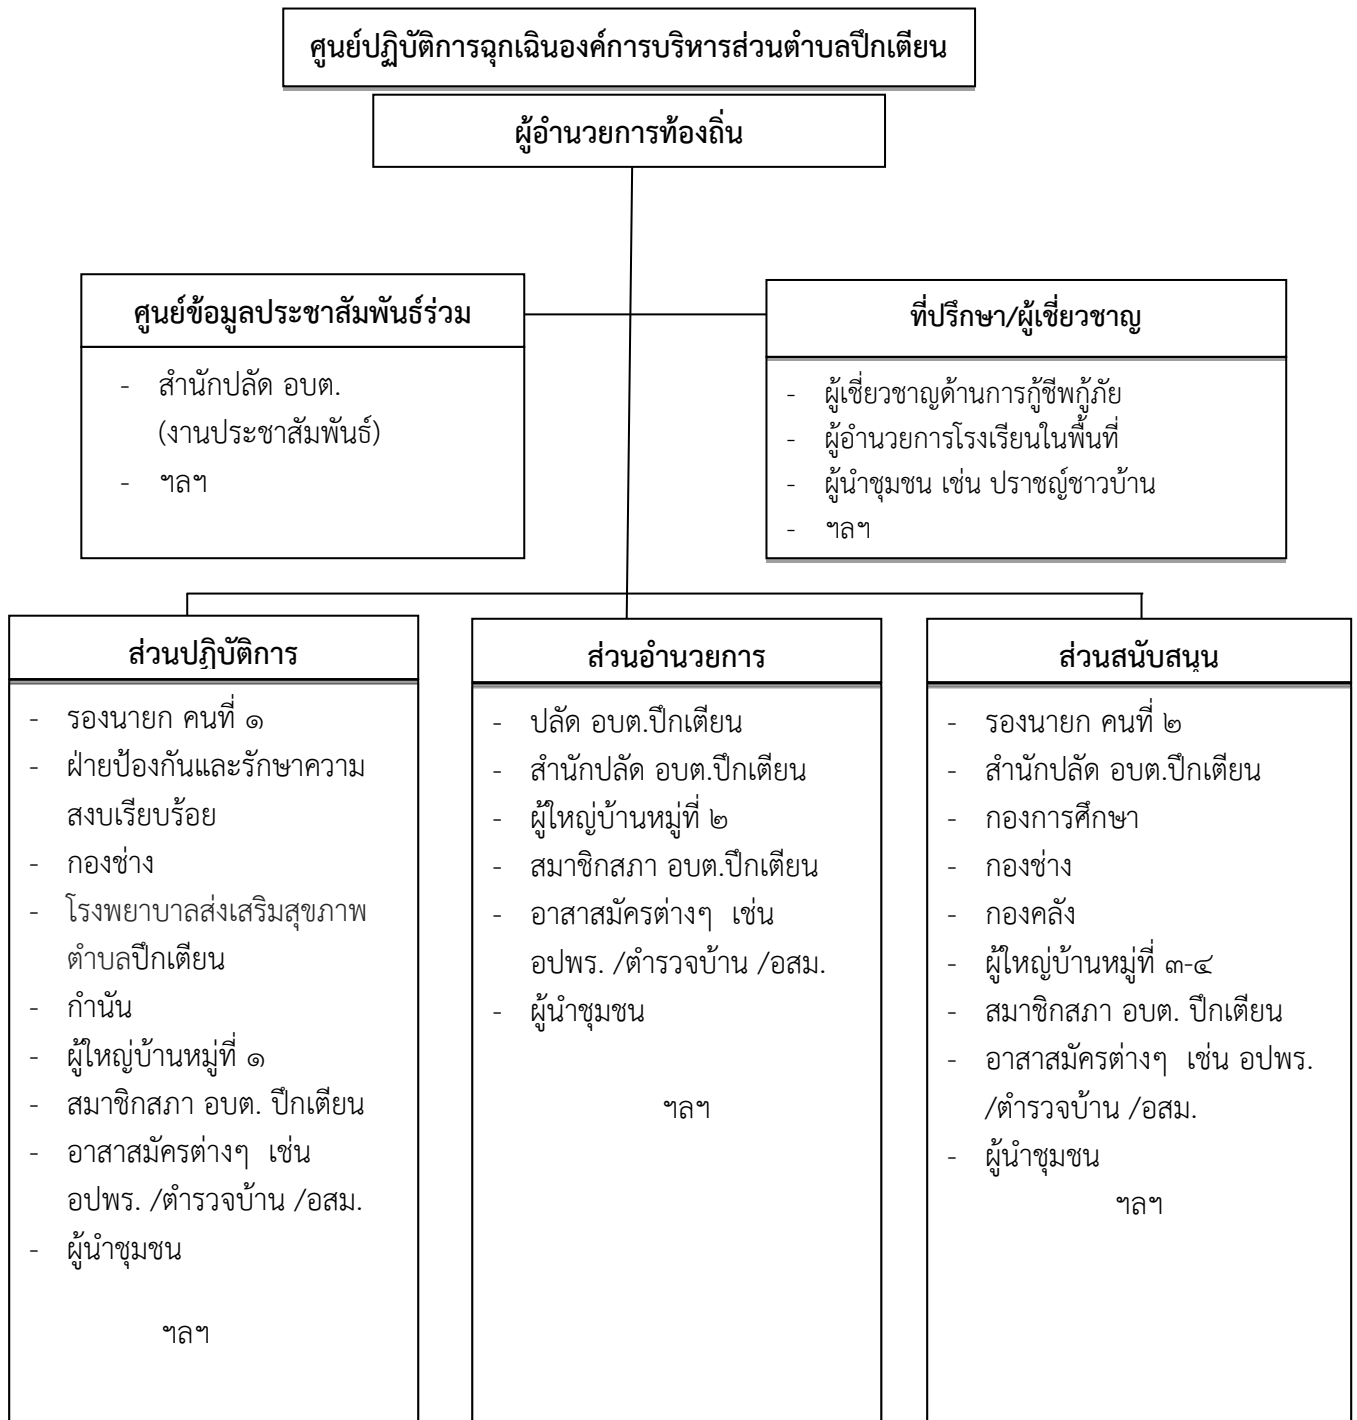 ศูนย์ปฏิบัติการฉุกเฉินองค์การบริหารส่วนตำบลปึกเตียน
ผู้อำนวยการท้องถิ่น
ศูนย์ข้อมูลประชาสัมพันธ์ร่วม
- สำนักปลัด อบต.
(งานประชาสัมพันธ์)
- ฯลฯ
ที่ปรึกษา/ผู้เชี่ยวชาญ
- ผู้เชี่ยวชาญด้านการกู้ชีพกู้ภัย
- ผู้อำนวยการโรงเรียนในพื้นที่
- ผู้นำชุมชน เช่น ปราชญ์ชาวบ้าน
- ฯลฯ
ส่วนปฏิบัติการ
- รองนายก คนที่ ๑
- ฝ่ายป้องกันและรักษาความ
สงบเรียบร้อย
- กองช่าง
- โรงพยาบาลส่งเสริมสุขภาพ
ตำบลปึกเตียน
- กำนัน
- ผู้ใหญ่บ้านหมู่ที่ ๑
- สมาชิกสภา อบต. ปึกเตียน
- อาสาสมัครต่างๆ เช่น
อปพร. /ตำรวจบ้าน /อสม.
- ผู้นำชุมชน
ฯลฯ
ส่วนอำนวยการ
- ปลัด อบต.ปึกเตียน
- สำนักปลัด อบต.ปึกเตียน
- ผู้ใหญ่บ้านหมู่ที่ ๒
- สมาชิกสภา อบต.ปึกเตียน
- อาสาสมัครต่างๆ เช่น
อปพร. /ตำรวจบ้าน /อสม.
- ผู้นำชุมชน
ฯลฯ
ส่วนสนับสนุน
- รองนายก คนที่ ๒
- สำนักปลัด อบต.ปึกเตียน
- กองการศึกษา
- กองช่าง
- กองคลัง
- ผู้ใหญ่บ้านหมู่ที่ ๓-๔
- สมาชิกสภา อบต. ปึกเตียน
- อาสาสมัครต่างๆ เช่น อปพร.
/ตำรวจบ้าน /อสม.
- ผู้นำชุมชน
ฯลฯ